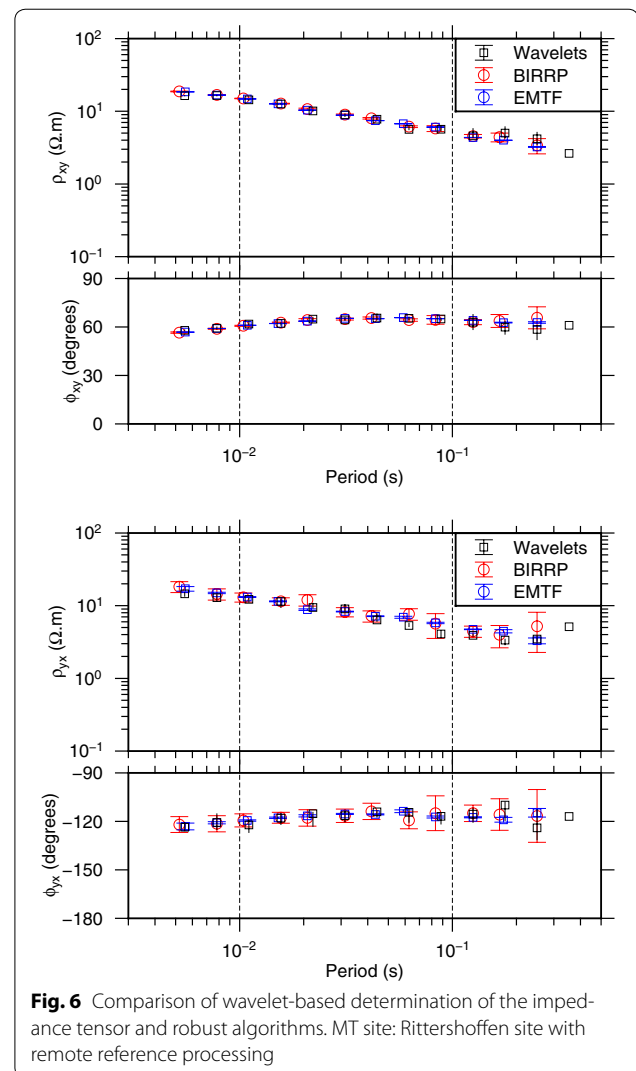 10²
10¹
10⁰
10⁻¹
ρxy (Ω.m)
Wavelets
BIRRP
EMTF
90
60
30
0
ϕxy (degrees)
10⁻² 10⁻¹
Period (s)
10²
10¹
10⁰
10⁻¹
ρyx (Ω.m)
Wavelets
BIRRP
EMTF
−90
−120
−150
−180
ϕyx (degrees)
10⁻² 10⁻¹
Period (s)
Fig. 6 Comparison of wavelet-based determination of the imped-
ance tensor and robust algorithms. MT site: Rittershoffen site with
remote reference processing